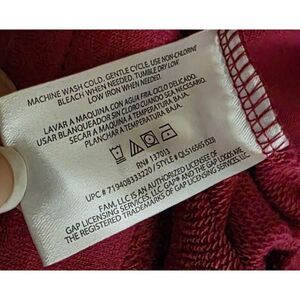 MACHINE WASH COLD, GENTLE CYCLE. USE NON-CHLORINE
BLEACH WHEN NEEDED. TUMBLE DRY LOW.
LOW IRON WHEN NEEDED.
LAVAR A MAQUINA CON AGUA FRIA, CICLO DELICADO.
USAR BLANQUEADOR SIN CLORO CUANDO SEA NECESARIO.
SECAR A MAQUINA A TEMPERATURA BAJA.
PLANCHAR A TEMPERATURA BAJA.
RN# 137013
UPC # 719408333220 / STYLE #
FAM, LLC IS AN AUTHORIZED LICENSEE OF
GAP LICENSING SERVICES, LLC. GAP® AND THE GAP LOGOS ARE
THE REGISTERED TRADEMARKS OF GAP LICENSING SERVICES, LLC.